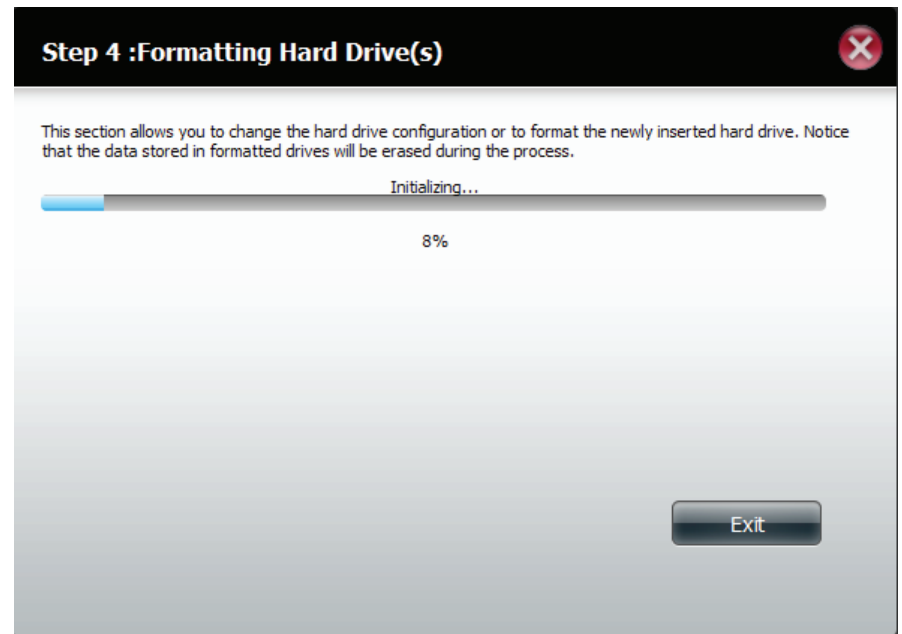 Step 4 :Formatting Hard Drive(s)
This section allows you to change the hard drive configuration or to format the newly inserted hard drive. Notice
that the data stored in formatted drives will be erased during the process.
Initializing...
8%
Exit